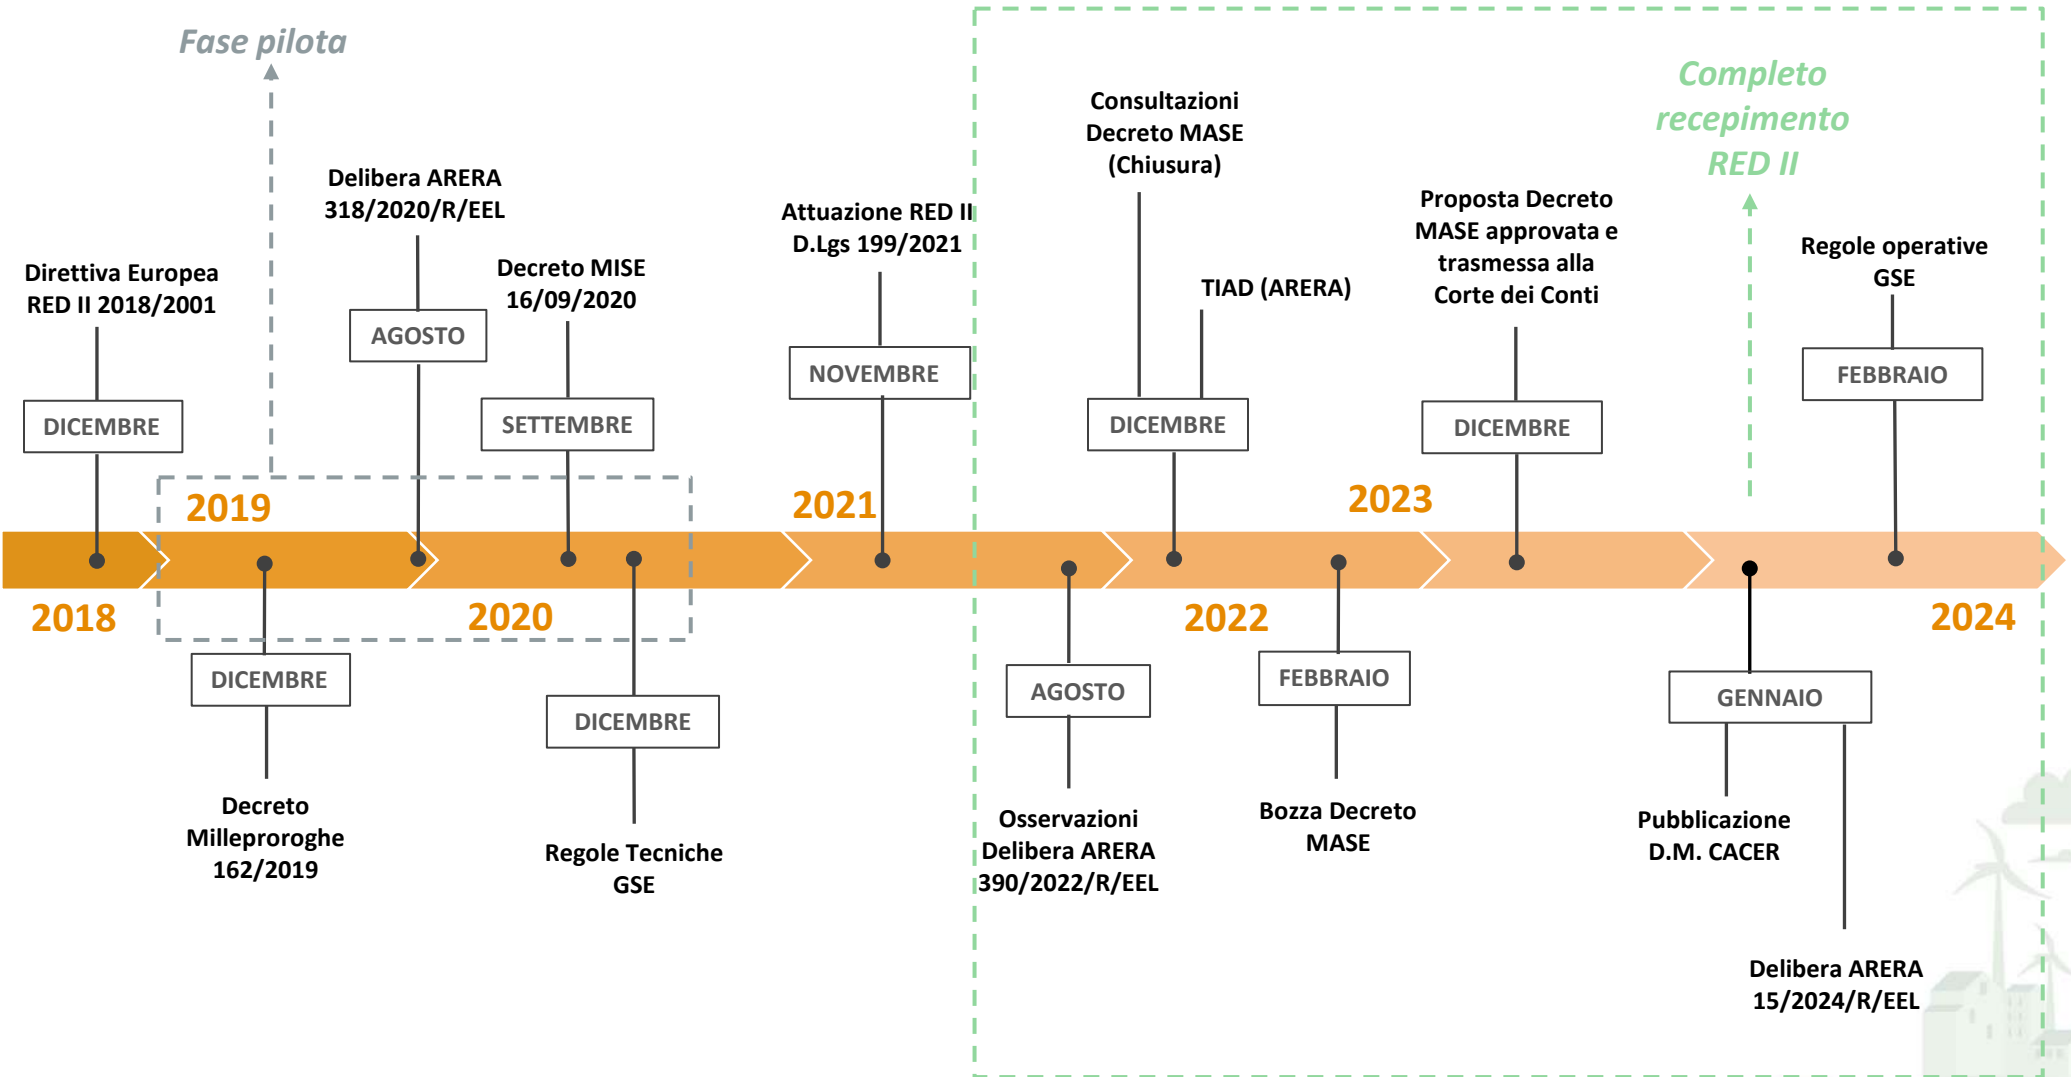 Fase pilota
Completo
recepimento
RED II
Direttiva Europea
RED II 2018/2001
DICEMBRE
2018
2019
DICEMBRE
Decreto
Milleproroghe
162/2019
Delibera ARERA
318/2020/R/EEL
AGOSTO
2020
Decreto MISE
16/09/2020
SETTEMBRE
DICEMBRE
Regole Tecniche
GSE
Attuazione RED II
D.Lgs 199/2021
NOVEMBRE
2021
AGOSTO
Osservazioni
Delibera ARERA
390/2022/R/EEL
Consultazioni
Decreto MASE
(Chiusura)
TIAD (ARERA)
DICEMBRE
2022
FEBBRAIO
Bozza Decreto
MASE
2023
Proposta Decreto
MASE approvata e
trasmessa alla
Corte dei Conti
DICEMBRE
GENNAIO
Pubblicazione
D.M. CACER
Delibera ARERA
15/2024/R/EEL
Regole operative
GSE
FEBBRAIO
2024